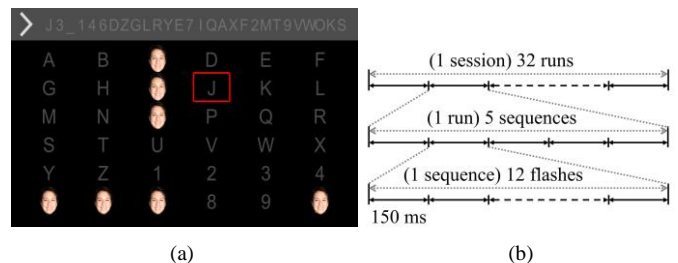 J3_146DZGLRYE7IQAXF2MT9VWOKS
A B D E F
G H J K L
M N P Q R
S T U V W X
Y Z 1 2 3 4
8 9
(a)
(1 session) 32 runs
(1 run) 5 sequences
(1 sequence) 12 flashes
150 ms
(b)